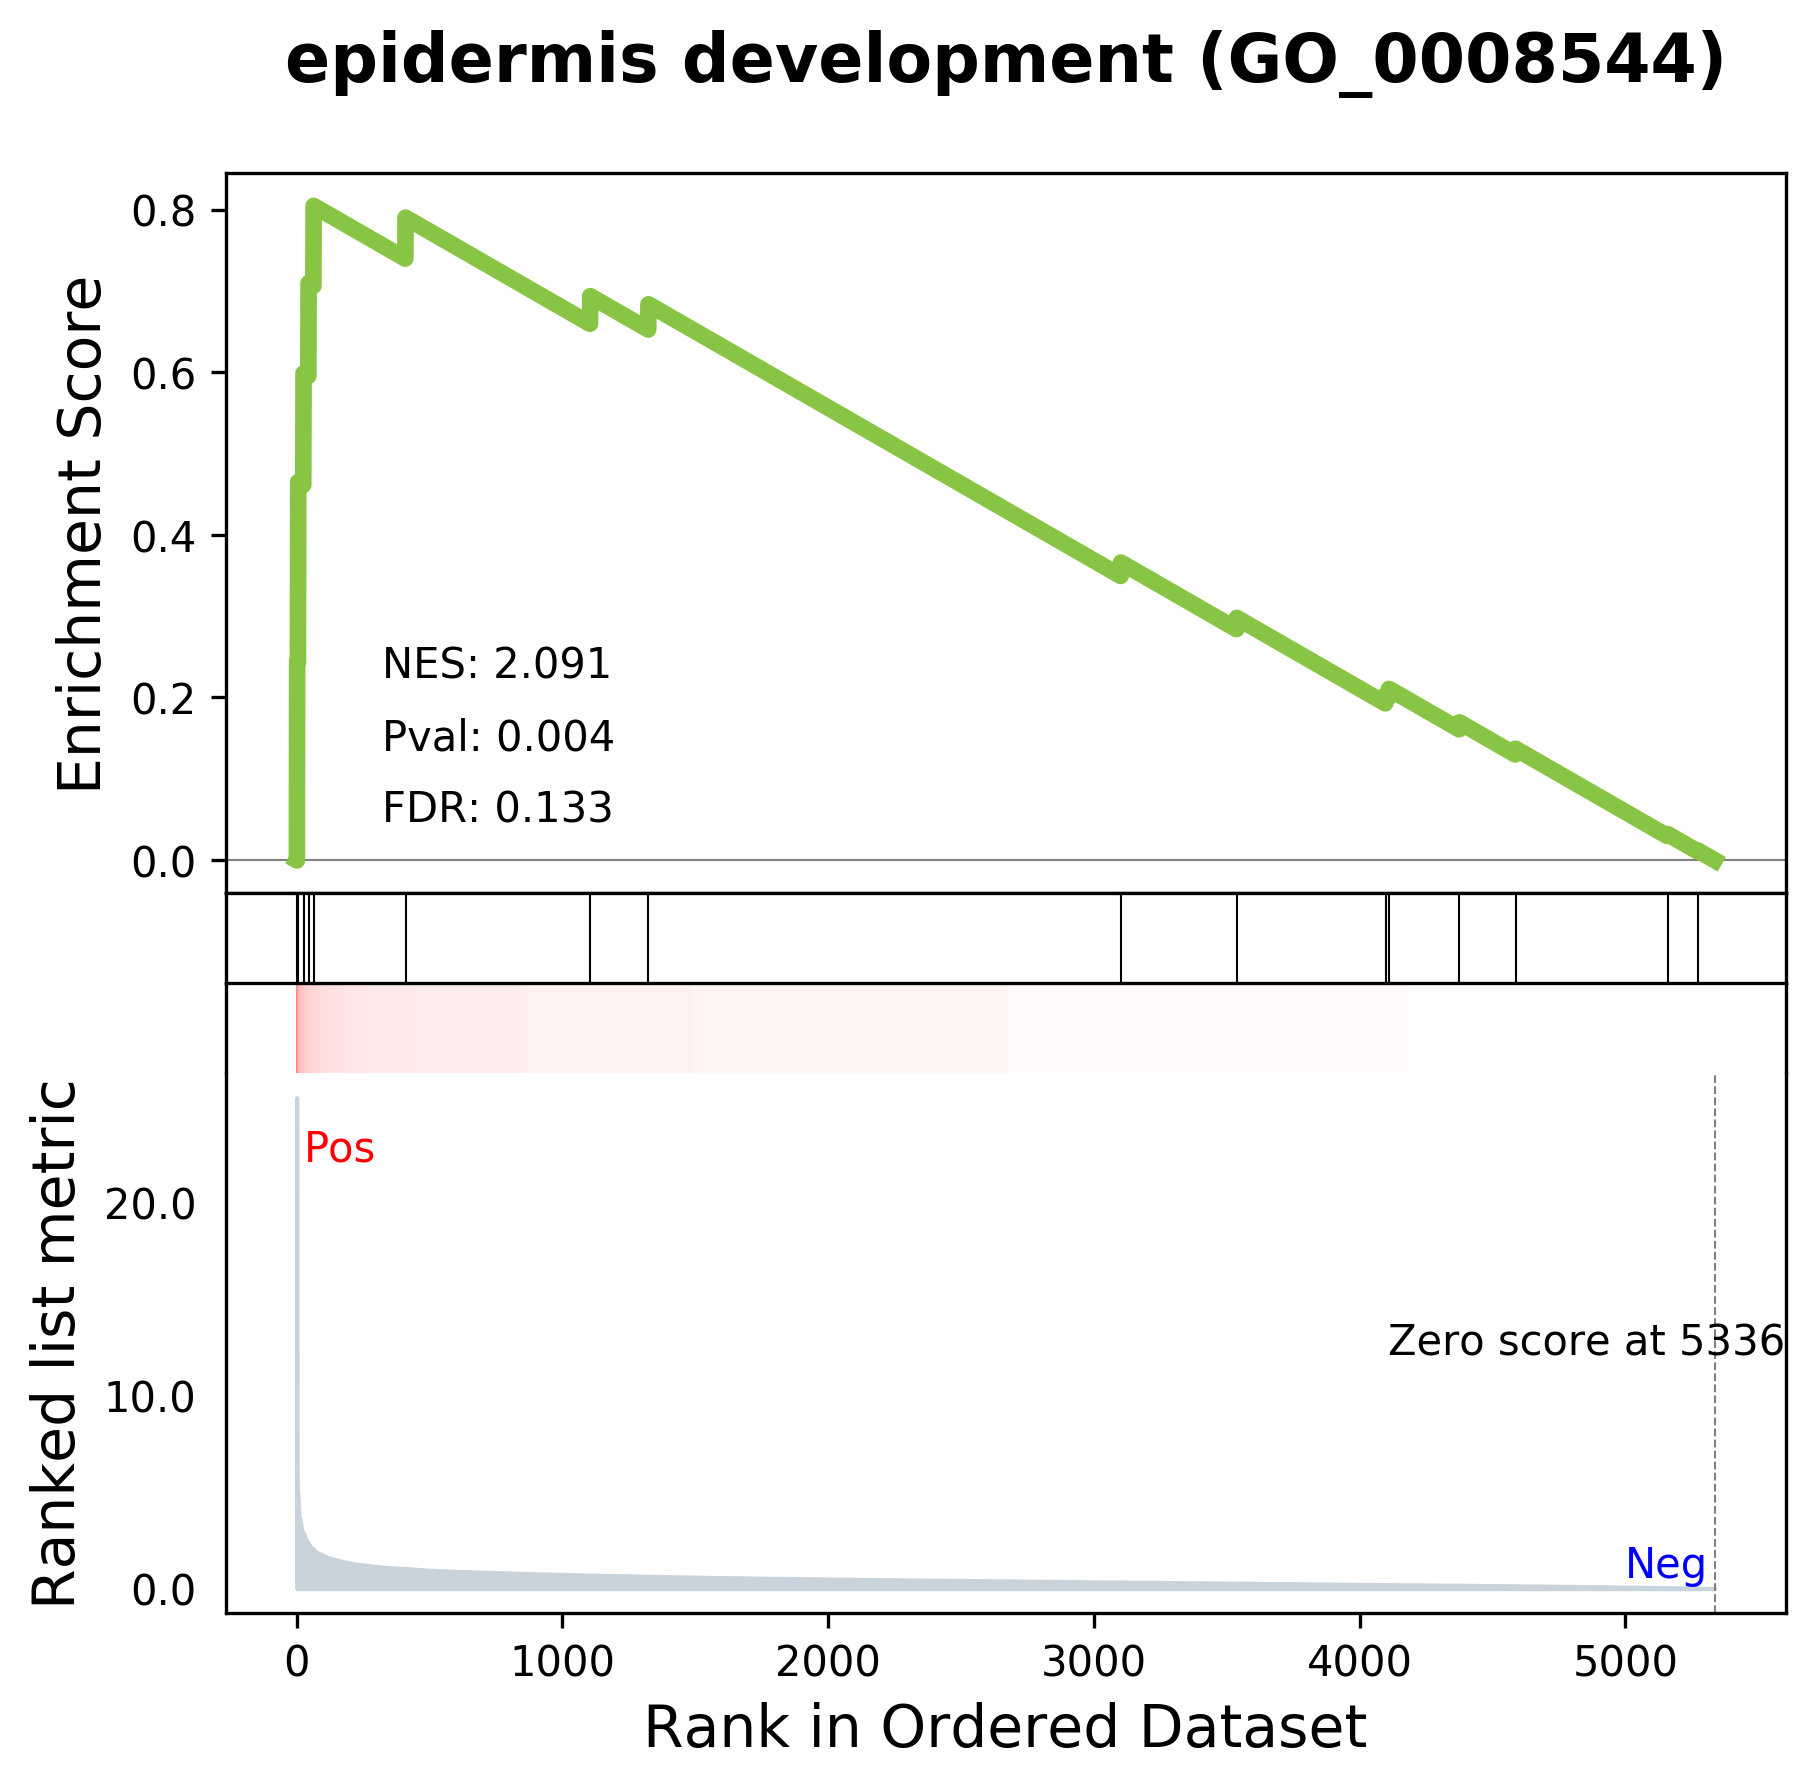 epidermis development (GO_0008544)
Enrichment Score
0.8
0.6
0.4
0.2
0.0
NES: 2.091
Pval: 0.004
FDR: 0.133
Ranked list metric
20.0
10.0
0.0
Pos
Zero score at 5336
Neg
0 1000 2000 3000 4000 5000
Rank in Ordered Dataset